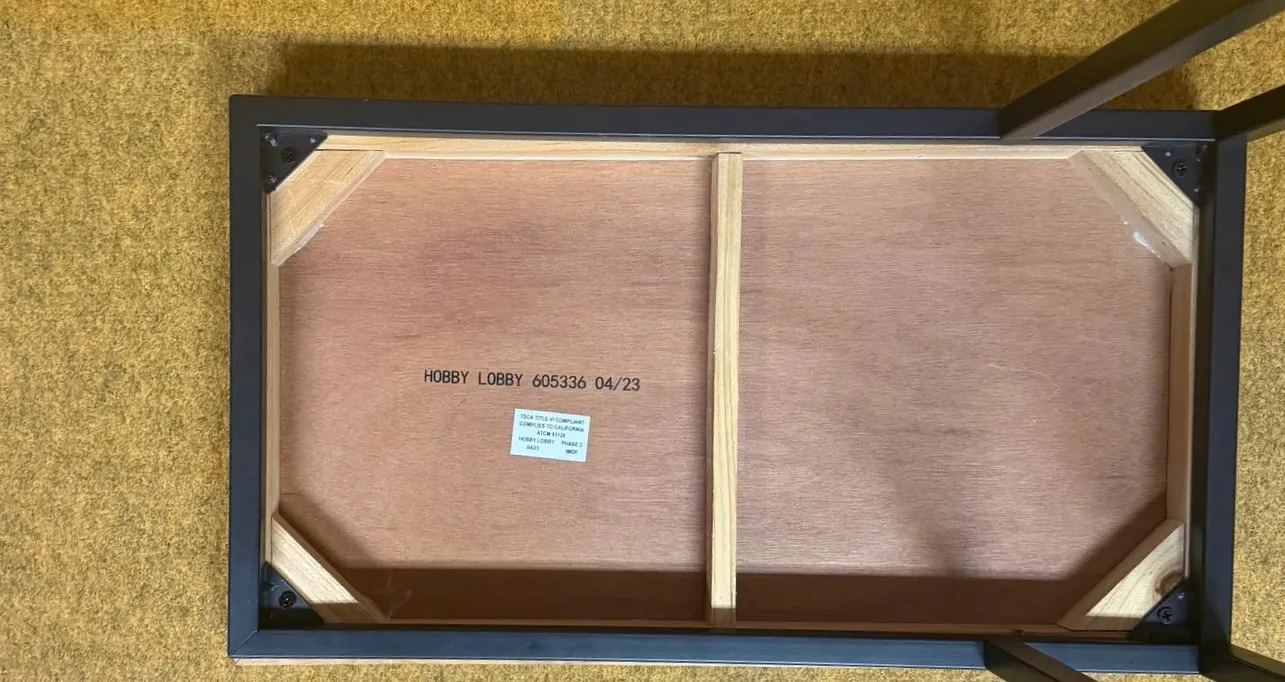 HOBBY LOBBY 605336 04/23
TSCA TITLE VI COMPLIANT
COMPLIES TO CALIFORNIA
ATCM 93120
HOBBY LOBBY PHASE 2
0423 IMDF